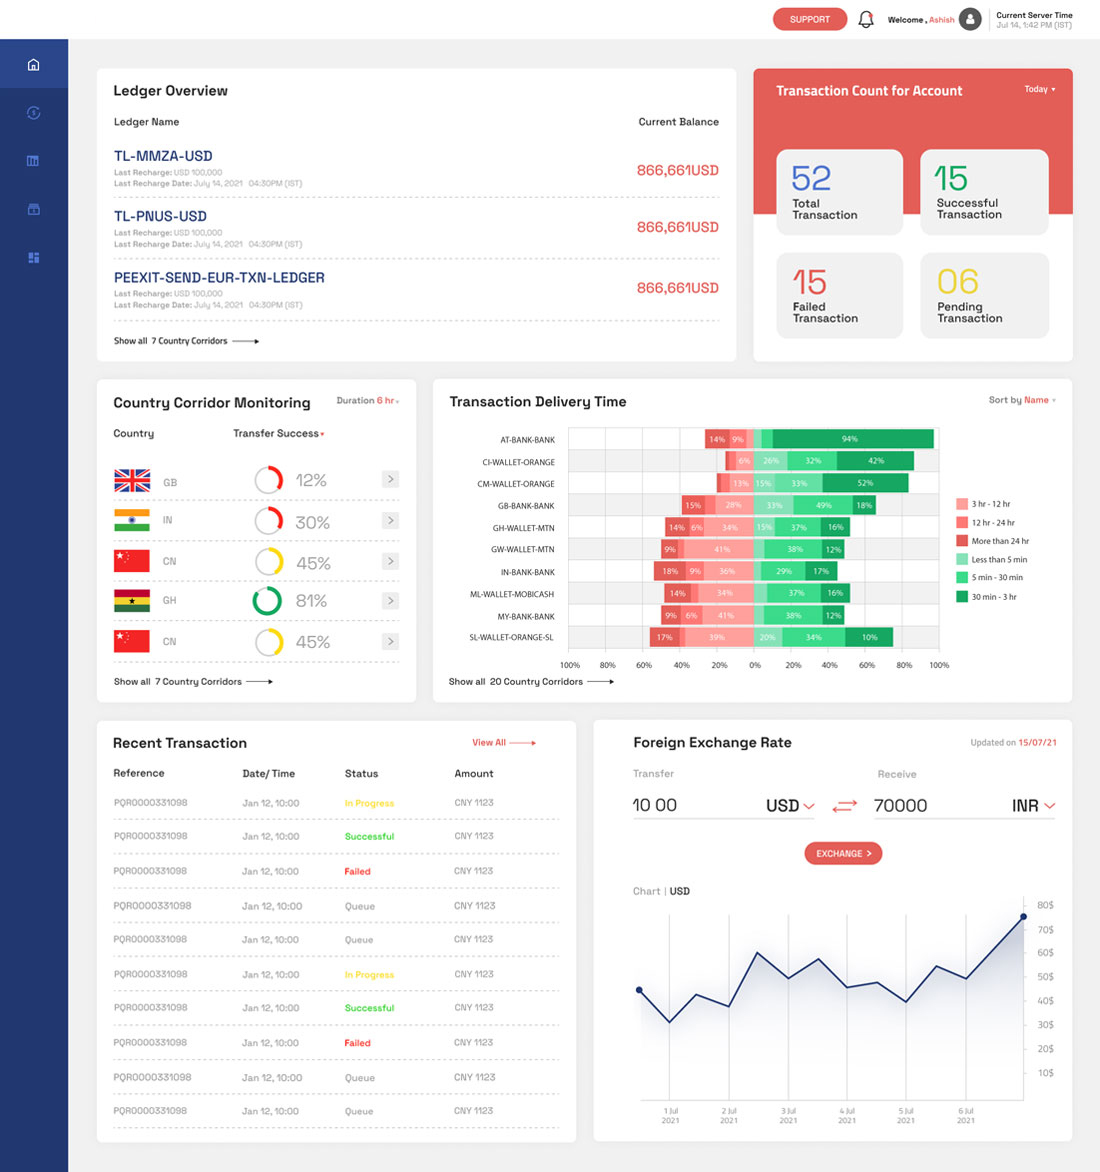 SUPPORT
Welcome , Ashish
Current Server Time
Jul 14, 1:42 PM (IST)
Ledger Overview
Ledger Name Current Balance
TL-MMZA-USD
Last Recharge: USD 100,000
Last Recharge Date: July 14, 2021 04:30PM (IST)
866,661USD
TL-PNUS-USD
Last Recharge: USD 100,000
Last Recharge Date: July 14, 2021 04:30PM (IST)
866,661USD
PEEXIT-SEND-EUR-TXN-LEDGER
Last Recharge: USD 100,000
Last Recharge Date: July 14, 2021 04:30PM (IST)
866,661USD
Show all 7 Country Corridors
Transaction Count for Account
Today
52
Total
Transaction
15
Successful
Transaction
15
Failed
Transaction
06
Pending
Transaction
Country Corridor Monitoring
Duration 6 hr
Country Transfer Success
GB 12%
IN 30%
CN 45%
GH 81%
CN 45%
Show all 7 Country Corridors
Transaction Delivery Time
Sort by Name
AT-BANK-BANK 14% 9% 94%
CI-WALLET-ORANGE 6% 26% 32% 42%
CM-WALLET-ORANGE 13% 15% 33% 52%
GB-BANK-BANK 15% 28% 33% 49% 18%
GH-WALLET-MTN 14% 6% 34% 15% 37% 16%
GW-WALLET-MTN 9% 41% 38% 12%
IN-BANK-BANK 18% 9% 36% 29% 17%
ML-WALLET-MOBICASH 14% 34% 37% 16%
MY-BANK-BANK 9% 6% 41% 38% 12%
SL-WALLET-ORANGE-SL 17% 39% 20% 34% 10%
100% 80% 60% 40% 20% 0% 20% 40% 60% 80% 100%
3 hr - 12 hr
12 hr - 24 hr
More than 24 hr
Less than 5 min
5 min - 30 min
30 min - 3 hr
Show all 20 Country Corridors
Recent Transaction
View All
Reference Date/ Time Status Amount
PQR0000331098 Jan 12, 10:00 In Progress CNY 1123
PQR0000331098 Jan 12, 10:00 Successful CNY 1123
PQR0000331098 Jan 12, 10:00 Failed CNY 1123
PQR0000331098 Jan 12, 10:00 Queue CNY 1123
PQR0000331098 Jan 12, 10:00 Queue CNY 1123
PQR0000331098 Jan 12, 10:00 In Progress CNY 1123
PQR0000331098 Jan 12, 10:00 Successful CNY 1123
PQR0000331098 Jan 12, 10:00 Failed CNY 1123
PQR0000331098 Jan 12, 10:00 Queue CNY 1123
PQR0000331098 Jan 12, 10:00 Queue CNY 1123
Foreign Exchange Rate
Updated on 15/07/21
Transfer Receive
10 00 USD 70000 INR
EXCHANGE >
Chart | USD
80$
70$
60$
50$
40$
30$
20$
10$
1 Jul 2 Jul 3 Jul 4 Jul 5 Jul 6 Jul
2021 2021 2021 2021 2021 2021